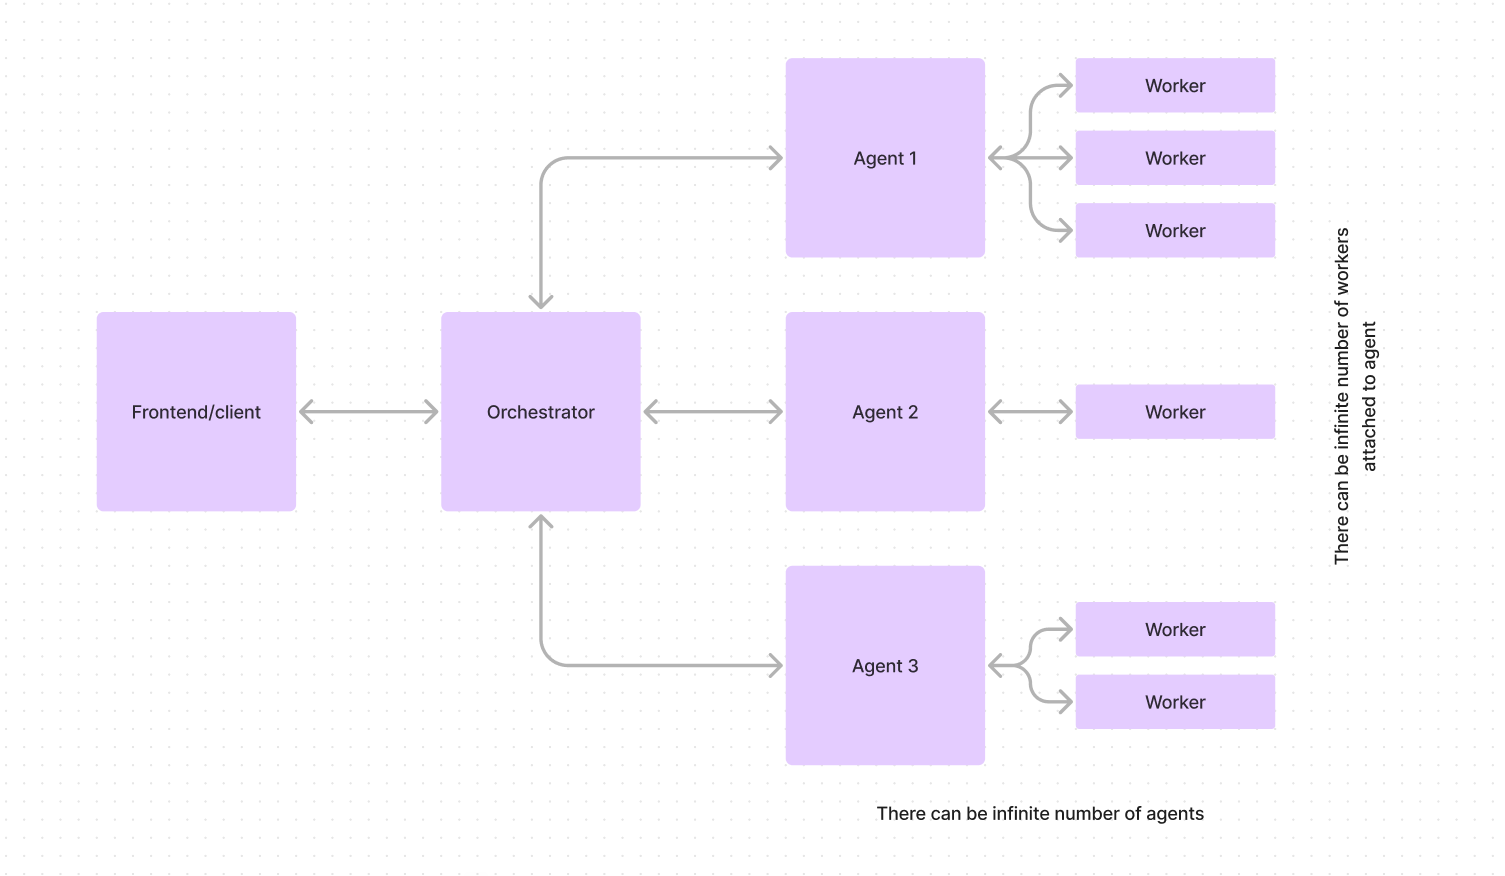 Agent 1
Worker
Worker
Worker
Frontend/client
Orchestrator
Agent 2
Worker
Agent 3
Worker
Worker
There can be infinite number of workers
attached to agent
There can be infinite number of agents